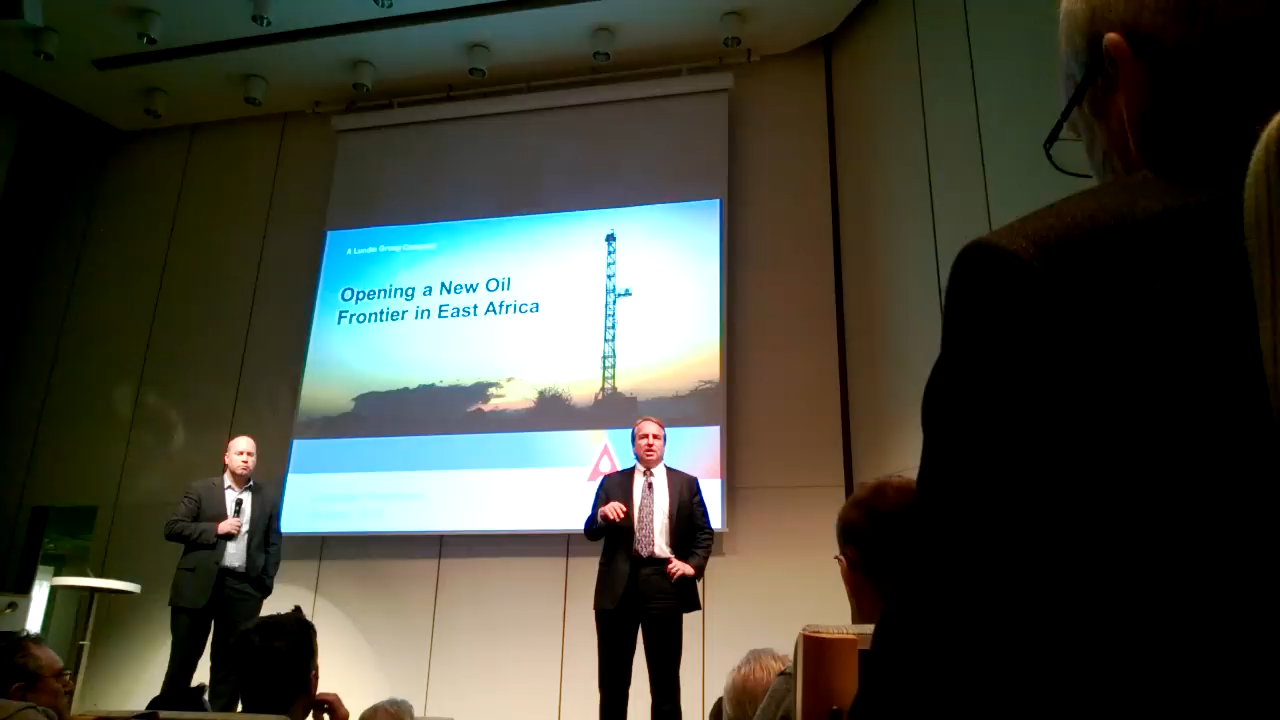 A Lundin Group Company
Opening a New Oil
Frontier in East Africa